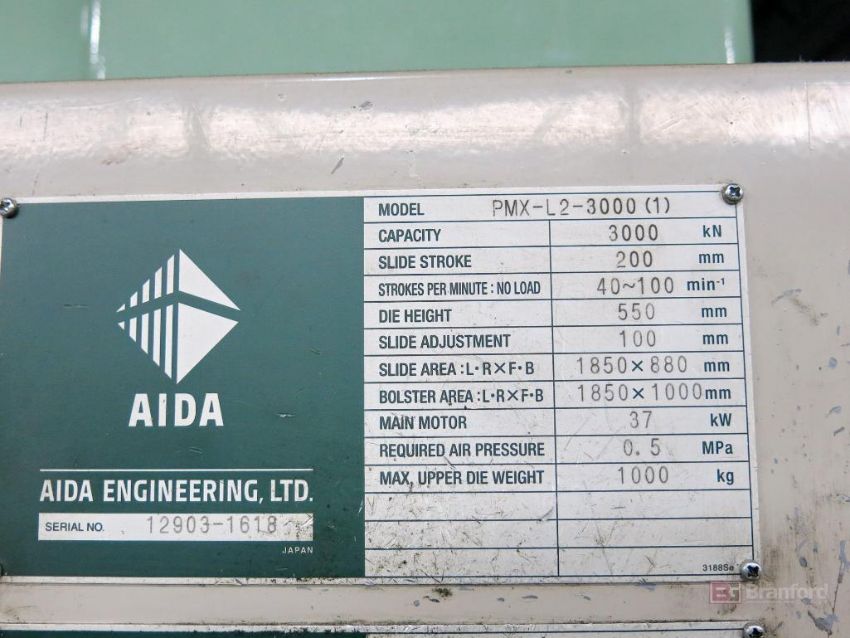 MODEL PMX-L2-3000 (1)
CAPACITY 3000 kN
SLIDE STROKE 200 mm
STROKES PER MINUTE : NO LOAD 40~100 min⁻¹
DIE HEIGHT 550 mm
SLIDE ADJUSTMENT 100 mm
SLIDE AREA :L·R×F·B 1850×880 mm
BOLSTER AREA :L·R×F·B 1850×1000 mm
MAIN MOTOR 37 kW
REQUIRED AIR PRESSURE 0.5 MPa
MAX. UPPER DIE WEIGHT 1000 kg
3188Se
AIDA
AIDA ENGINEERING, LTD.
SERIAL NO. 12903-1618
JAPAN
Branford